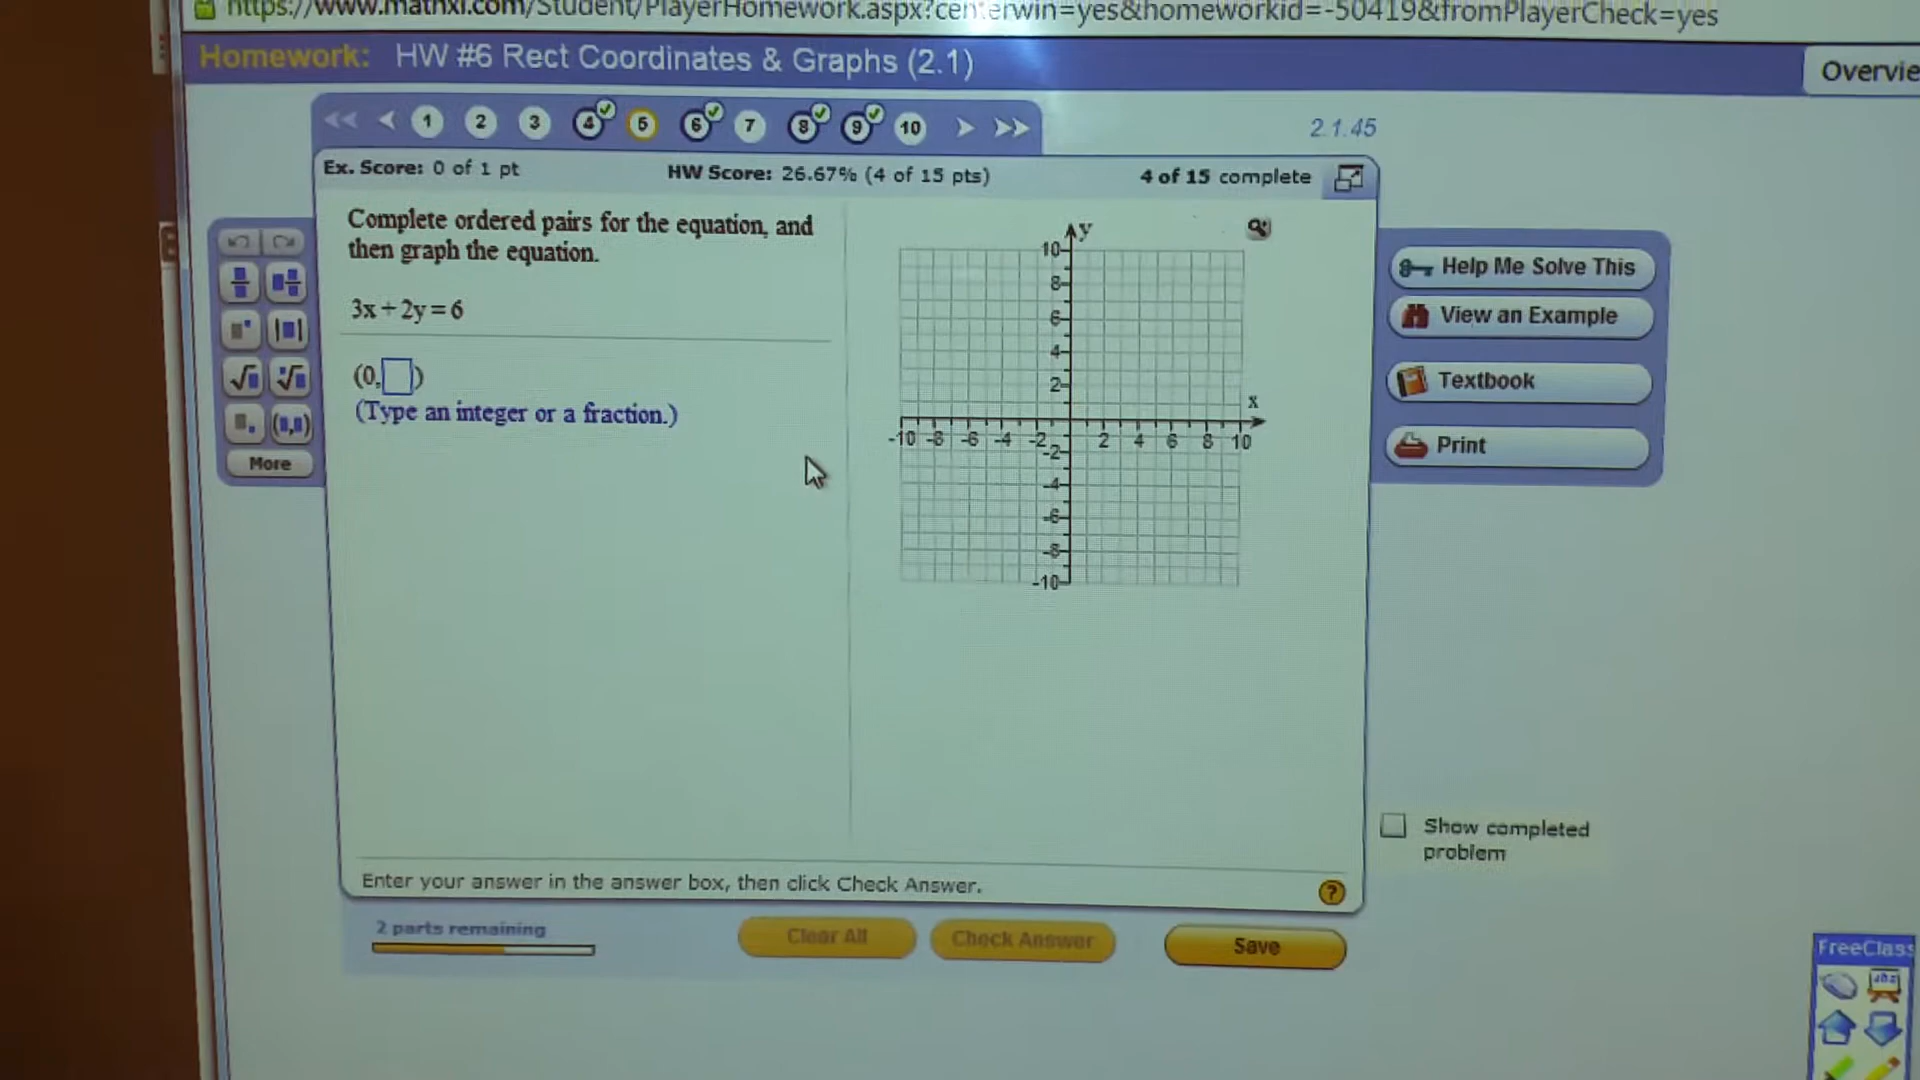 https://www.mathxl.com/Student/PlayerHomework.aspx?centerwin=yes&homeworkid=-50419&fromPlayerCheck=yes
Homework: HW #6 Rect Coordinates & Graphs (2.1)
Overvie
1 2 3 4 5 6 7 8 9 10
2.1.45
Ex. Score: 0 of 1 pt HW Score: 26.67% (4 of 15 pts) 4 of 15 complete
Complete ordered pairs for the equation, and
then graph the equation.
3x+2y=6
(0, )
(Type an integer or a fraction.)
More
y
10
8
6
4
2
x
-10 -8 -6 -4 -2 2 4 6 8 10
-2
-4
-6
-8
-10
Help Me Solve This
View an Example
Textbook
Print
Show completed
problem
Enter your answer in the answer box, then click Check Answer.
?
2 parts remaining
Clear All Check Answer Save
FreeClass